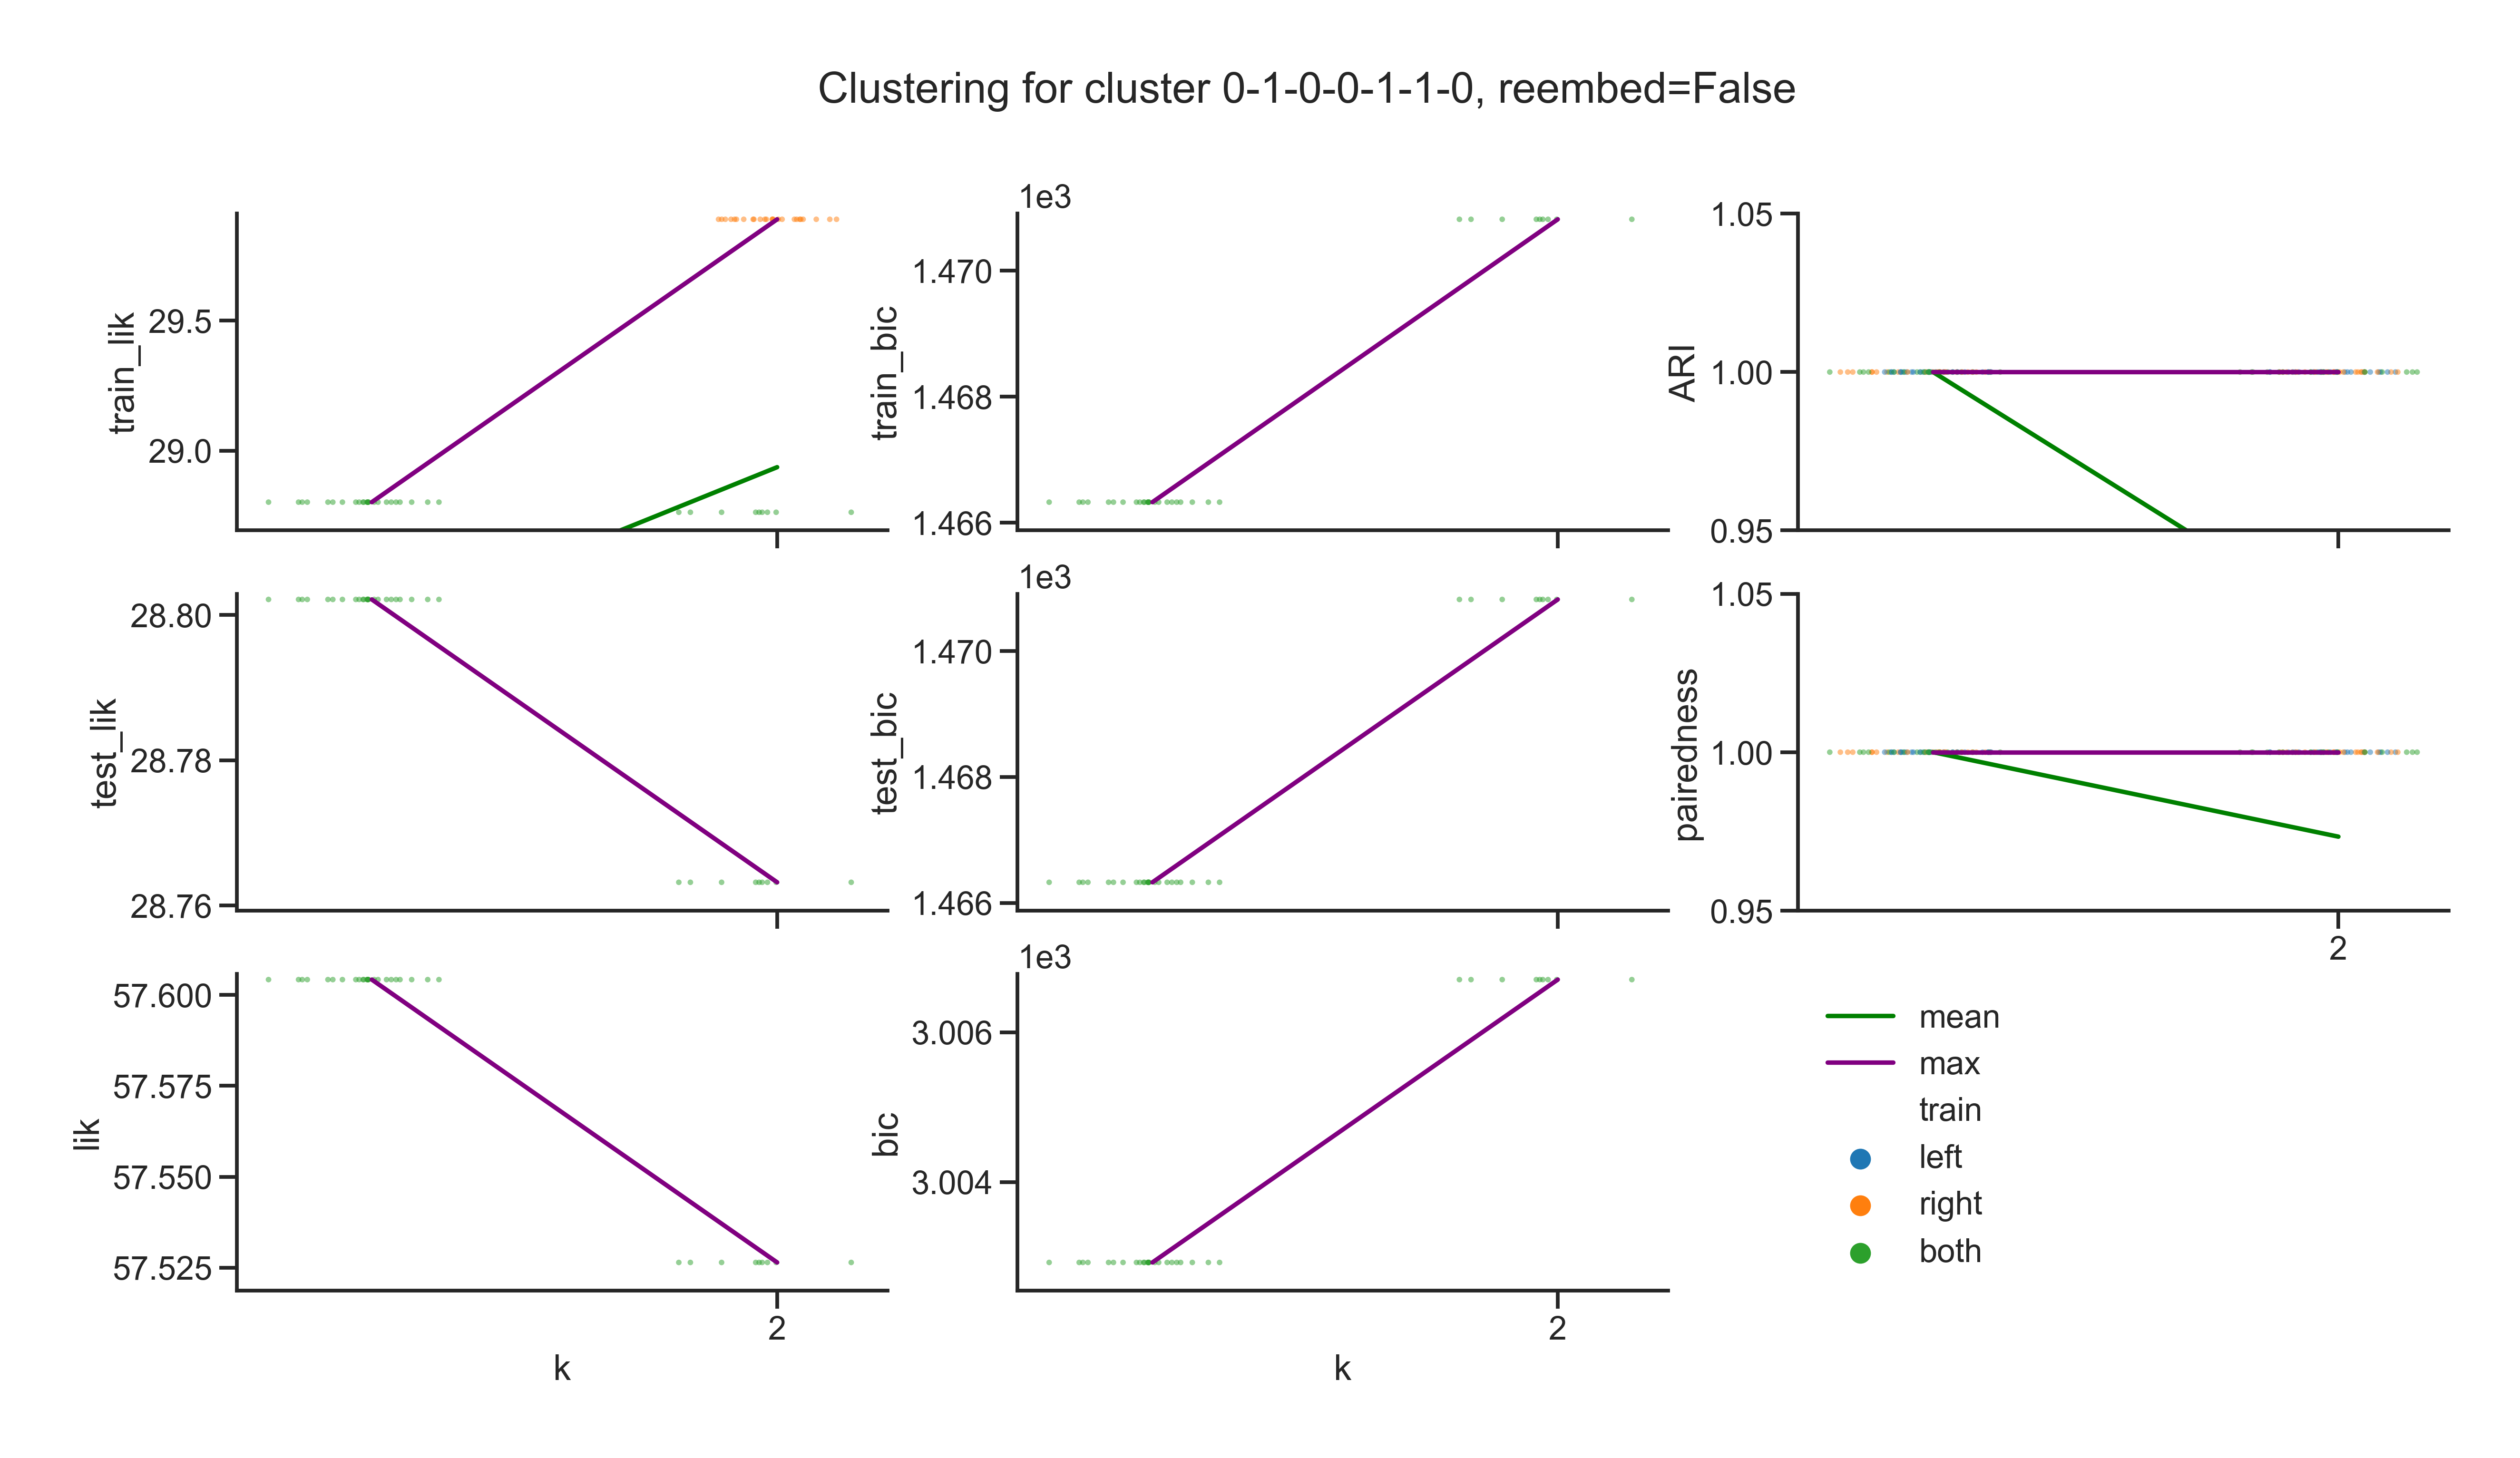 Clustering for cluster 0-1-0-0-1-1-0, reembed=False
train_lik
29.5
29.0
1e3
train_bic
1.470
1.468
1.466
ARI
1.05
1.00
0.95
test_lik
28.80
28.78
28.76
1e3
test_bic
1.470
1.468
1.466
pairedness
1.05
1.00
0.95
2
lik
57.600
57.575
57.550
57.525
2
k
1e3
bic
3.006
3.004
2
k
mean
max
train
left
right
both